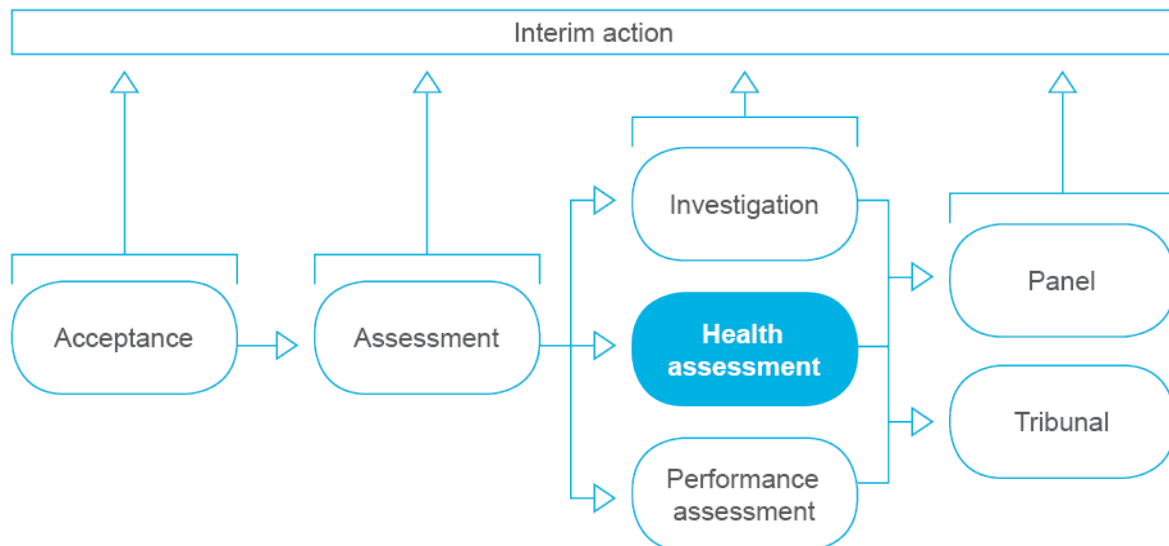 Interim action
Acceptance
Assessment
Investigation
Health
assessment
Performance
assessment
Panel
Tribunal